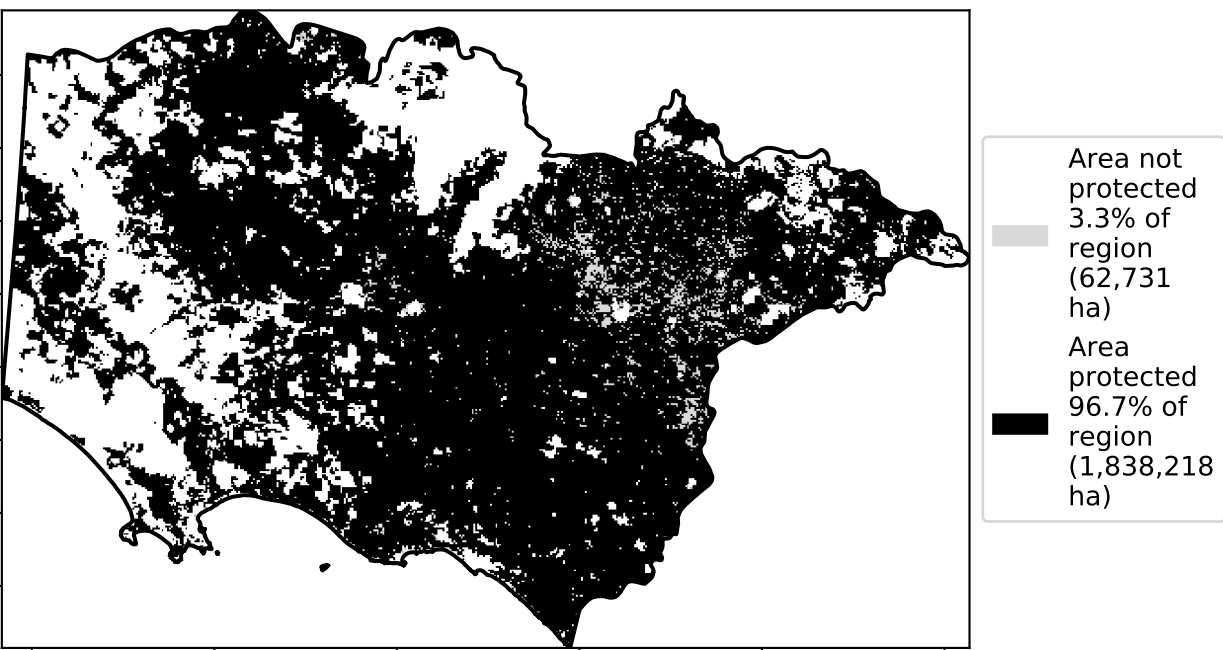 Area not
protected
3.3% of
region
(62,731
ha)
Area
protected
96.7% of
region
(1,838,218
ha)